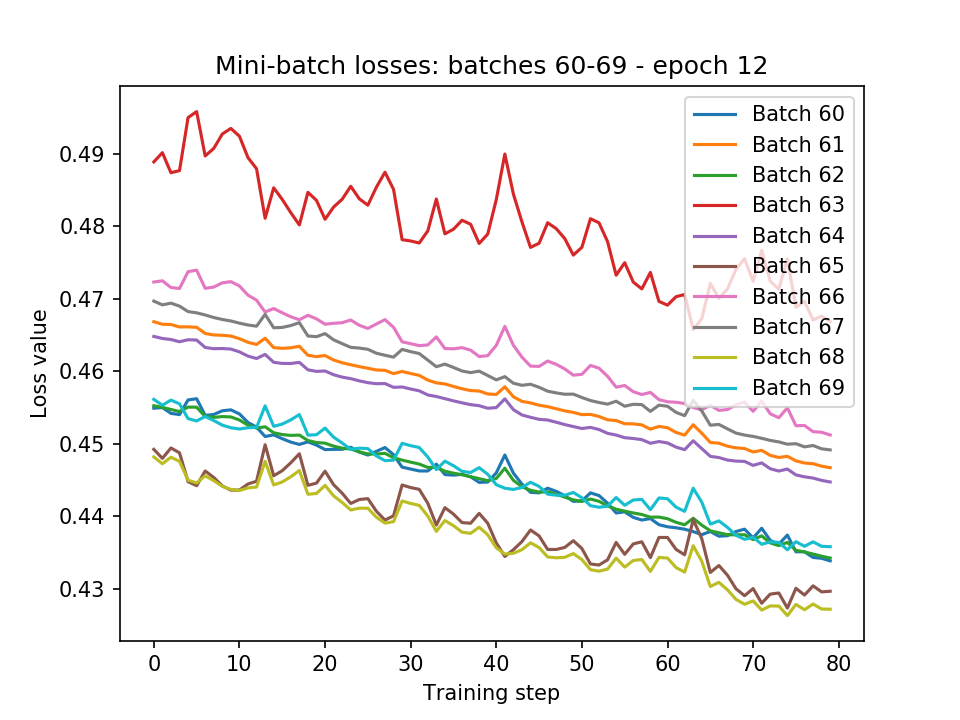 Mini-batch losses: batches 60-69 - epoch 12
Loss value
0.49
0.48
0.47
0.46
0.45
0.44
0.43
0 10 20 30 40 50 60 70 80
Training step
Batch 60
Batch 61
Batch 62
Batch 63
Batch 64
Batch 65
Batch 66
Batch 67
Batch 68
Batch 69